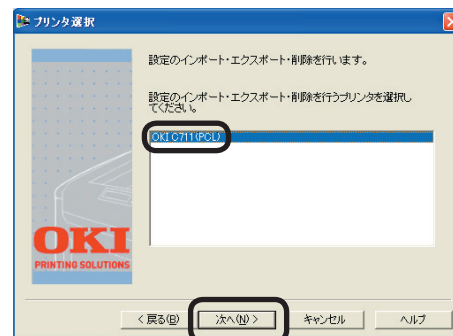 プリンタ選択
設定のインポート・エクスポート・削除を行います。
設定のインポート・エクスポート・削除を行うプリンタを選択し
てください。
OKI C711(PCL)
OKI
PRINTING SOLUTIONS
< 戻る(B)
次へ(N) >
キャンセル
ヘルプ